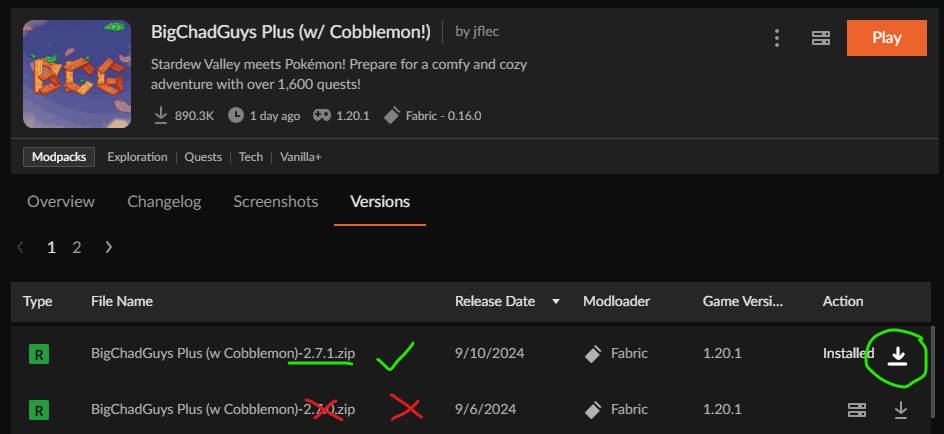 BigChadGuys Plus (w/ Cobblemon!) by jflec
Play
BCG
Stardew Valley meets Pokémon! Prepare for a comfy and cozy
adventure with over 1,600 quests!
890.3K 1 day ago 1.20.1 Fabric - 0.16.0
Modpacks Exploration Quests Tech Vanilla+
Overview Changelog Screenshots Versions
1 2
Type File Name Release Date Modloader Game Versi... Action
R BigChadGuys Plus (w Cobblemon)-2.7.1.zip 9/10/2024 Fabric 1.20.1 Installed
R BigChadGuys Plus (w Cobblemon)-2.7.0.zip 9/6/2024 Fabric 1.20.1